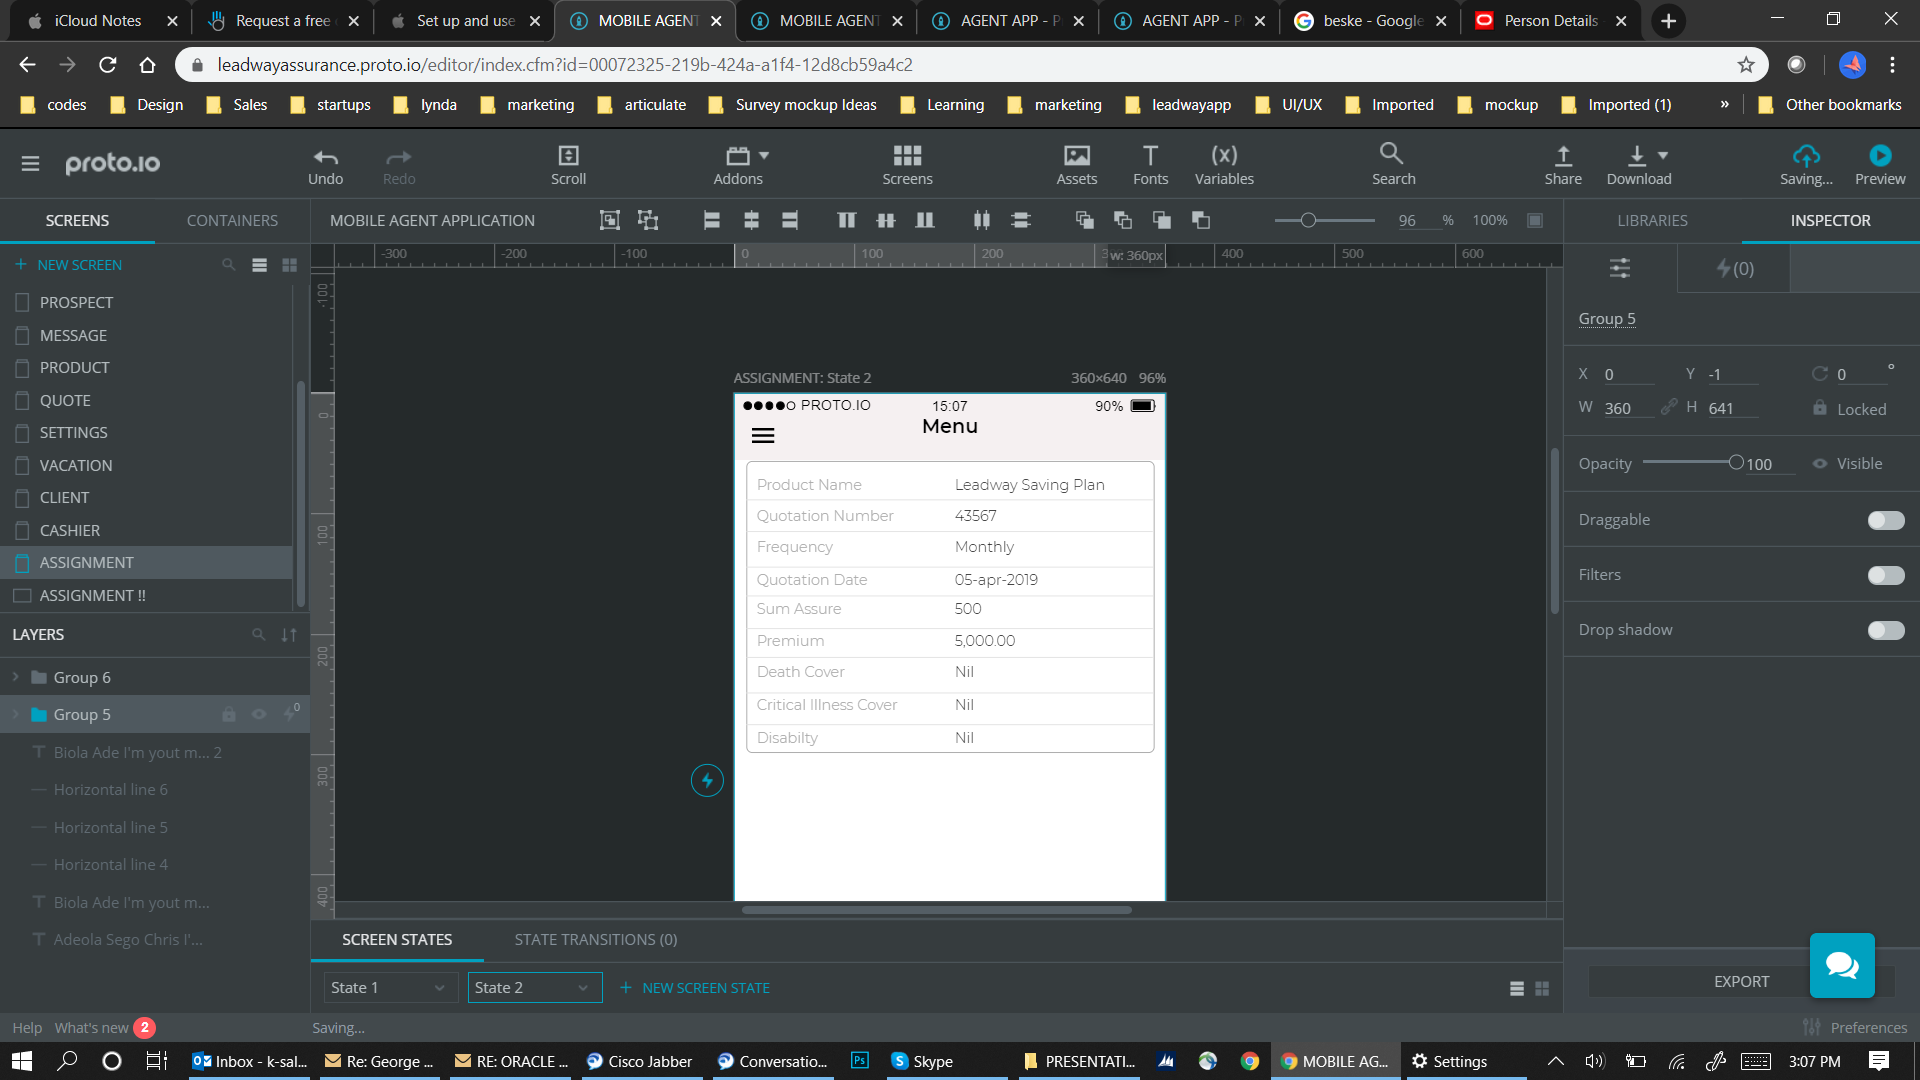 iCloud Notes
Request a free
Set up and use
MOBILE AGENT
MOBILE AGENT
AGENT APP - P
AGENT APP - P
beske - Google
Person Details
leadwayassurance.proto.io/editor/index.cfm?id=00072325-219b-424a-a1f4-12d8cb59a4c2
codes
Design
Sales
startups
lynda
marketing
articulate
Survey mockup Ideas
Learning
marketing
leadwayapp
UI/UX
Imported
mockup
Imported (1)
»
Other bookmarks
proto.io
Undo
Redo
Scroll
Addons
Screens
Assets
Fonts
Variables
Search
Share
Download
Saving...
Preview
SCREENS
CONTAINERS
MOBILE AGENT APPLICATION
96 %
100%
LIBRARIES
INSPECTOR
+ NEW SCREEN
PROSPECT
MESSAGE
PRODUCT
QUOTE
SETTINGS
VACATION
CLIENT
CASHIER
ASSIGNMENT
ASSIGNMENT !!
LAYERS
Group 6
Group 5
0
Biola Ade I'm yout m... 2
Horizontal line 6
Horizontal line 5
Horizontal line 4
Biola Ade I'm yout m...
Adeola Sego Chris I'...
-300
-200
-100
0
100
200
3
w: 360px
400
500
600
-100
0
100
200
300
400
ASSIGNMENT: State 2
360×640 96%
PROTO.IO
15:07
90%
Menu
Product Name Leadway Saving Plan
Quotation Number 43567
Frequency Monthly
Quotation Date 05-apr-2019
Sum Assure 500
Premium 5,000.00
Death Cover Nil
Critical Illness Cover Nil
Disabilty Nil
SCREEN STATES
STATE TRANSITIONS (0)
State 1
State 2
+ NEW SCREEN STATE
(0)
Group 5
X 0
Y -1
0 °
W 360
H 641
Locked
Opacity 100
Visible
Draggable
Filters
Drop shadow
EXPORT
Help
What's new 2
Saving...
Preferences
Inbox - k-sal...
Re: George ...
RE: ORACLE ...
Cisco Jabber
Conversatio...
Ps
Skype
PRESENTATI...
MOBILE AG...
Settings
3:07 PM